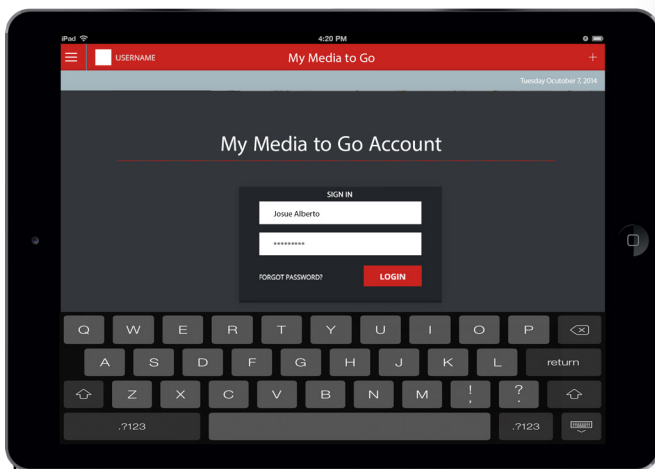 iPad 4:20 PM
USERNAME My Media to Go +
Tuesday Ocutober 7, 2014
My Media to Go Account
SIGN IN
Josue Alberto
*********
FORGOT PASSWORD? LOGIN
Q W E R T Y U I O P
A S D F G H J K L return
Z X C V B N M ! , ? .
.?123 .?123